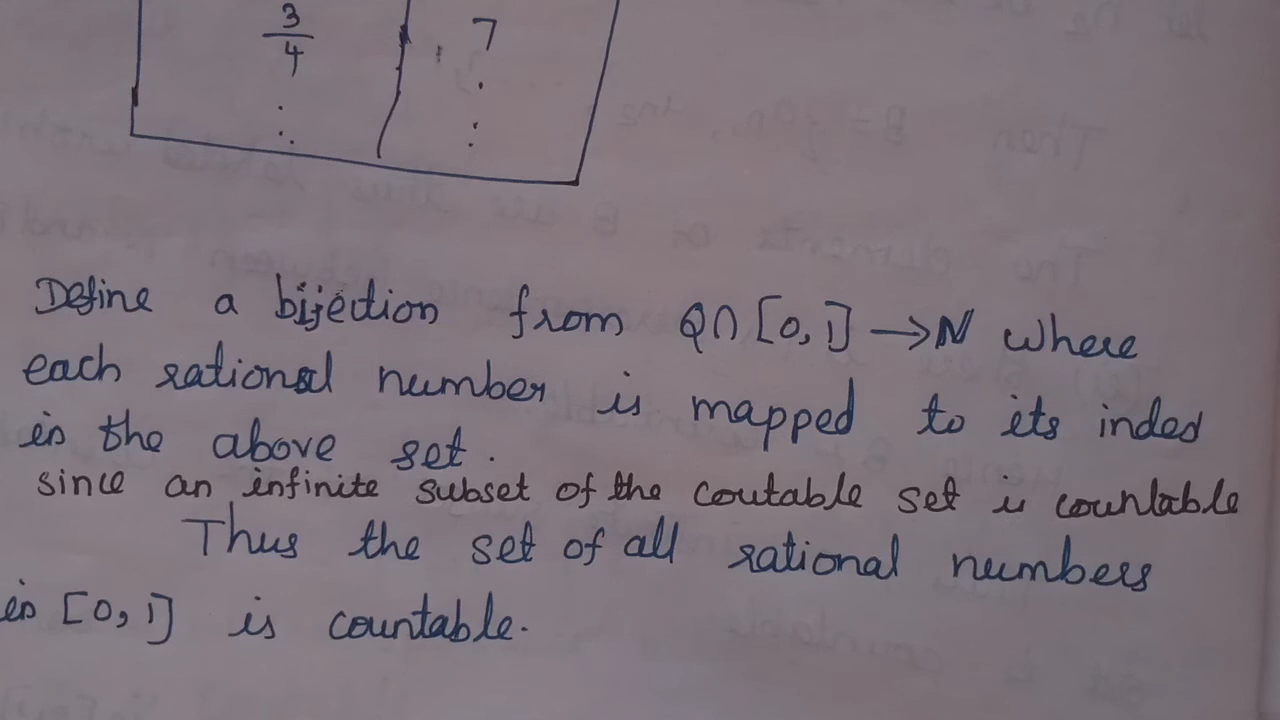 3/4 7
. .
. .
Define a bijection from Q∩[0,1]→N where
each rational number is mapped to its inded
in the above set.
since an infinite subset of the coutable set is countable
Thus the set of all rational numbers
in [0,1] is countable.